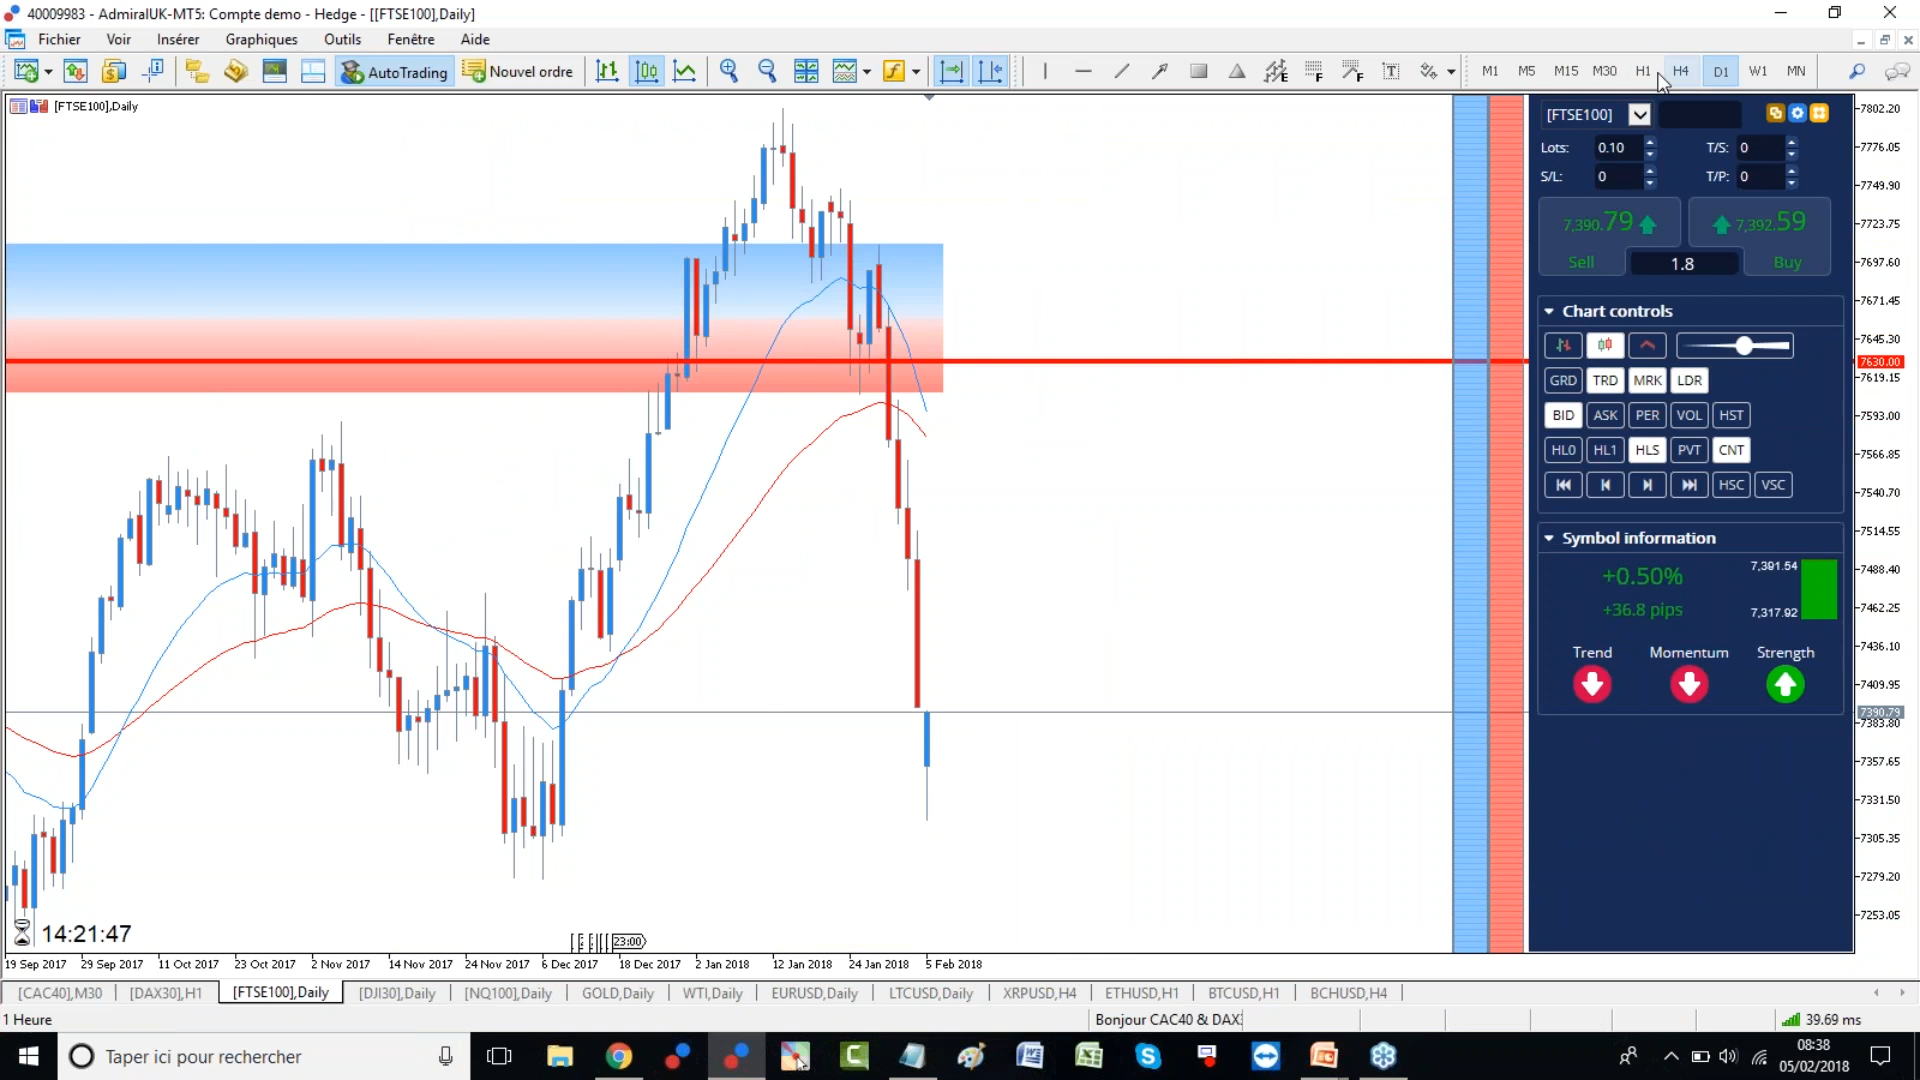 40009983 - AdmiralUK-MT5: Compte demo - Hedge - [[FTSE100],Daily]
Fichier Voir Insérer Graphiques Outils Fenêtre Aide
AutoTrading Nouvel ordre M1 M5 M15 M30 H1 H4 D1 W1 MN
[FTSE100],Daily
[FTSE100]
Lots: 0.10 T/S: 0
S/L: 0 T/P: 0
7,390.79 7,392.59
Sell 1.8 Buy
Chart controls
GRD TRD MRK LDR
BID ASK PER VOL HST
HL0 HL1 HLS PVT CNT
HSC VSC
Symbol information
+0.50% 7,391.54
+36.8 pips 7,317.92
Trend Momentum Strength
7802.20
7776.05
7749.90
7723.75
7697.60
7671.45
7645.30
7630.00
7619.15
7593.00
7566.85
7540.70
7514.55
7488.40
7462.25
7436.10
7409.95
7390.79
7383.80
7357.65
7331.50
7305.35
7279.20
7253.05
14:21:47
23:00
19 Sep 2017 29 Sep 2017 11 Oct 2017 23 Oct 2017 2 Nov 2017 14 Nov 2017 24 Nov 2017 6 Dec 2017 18 Dec 2017 2 Jan 2018 12 Jan 2018 24 Jan 2018 5 Feb 2018
[CAC40],M30 [DAX30],H1 [FTSE100],Daily [DJI30],Daily [NQ100],Daily GOLD,Daily WTI,Daily EURUSD,Daily LTCUSD,Daily XRPUSD,H4 ETHUSD,H1 BTCUSD,H1 BCHUSD,H4
1 Heure Bonjour CAC40 & DAX 39.69 ms
Taper ici pour rechercher
08:38
05/02/2018